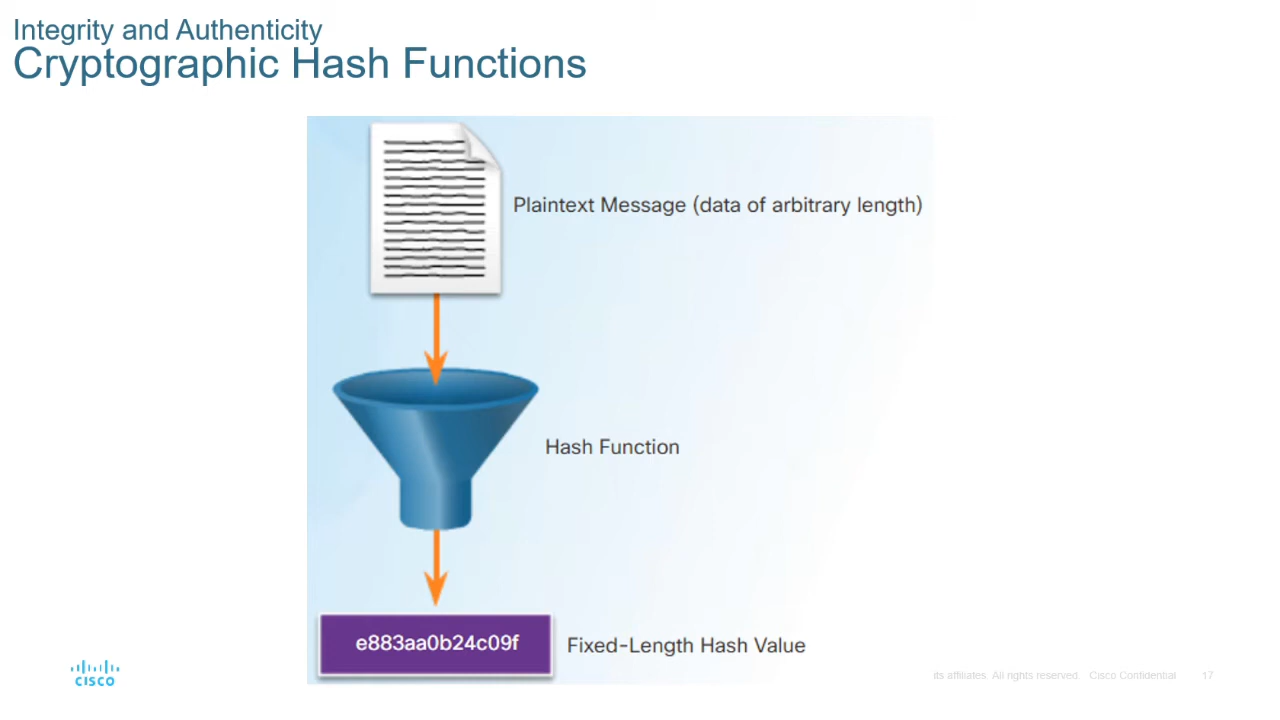 Integrity and Authenticity
Cryptographic Hash Functions
Plaintext Message (data of arbitrary length)
Hash Function
e883aa0b24c09f
Fixed-Length Hash Value
CISCO
its affiliates. All rights reserved. Cisco Confidential 17